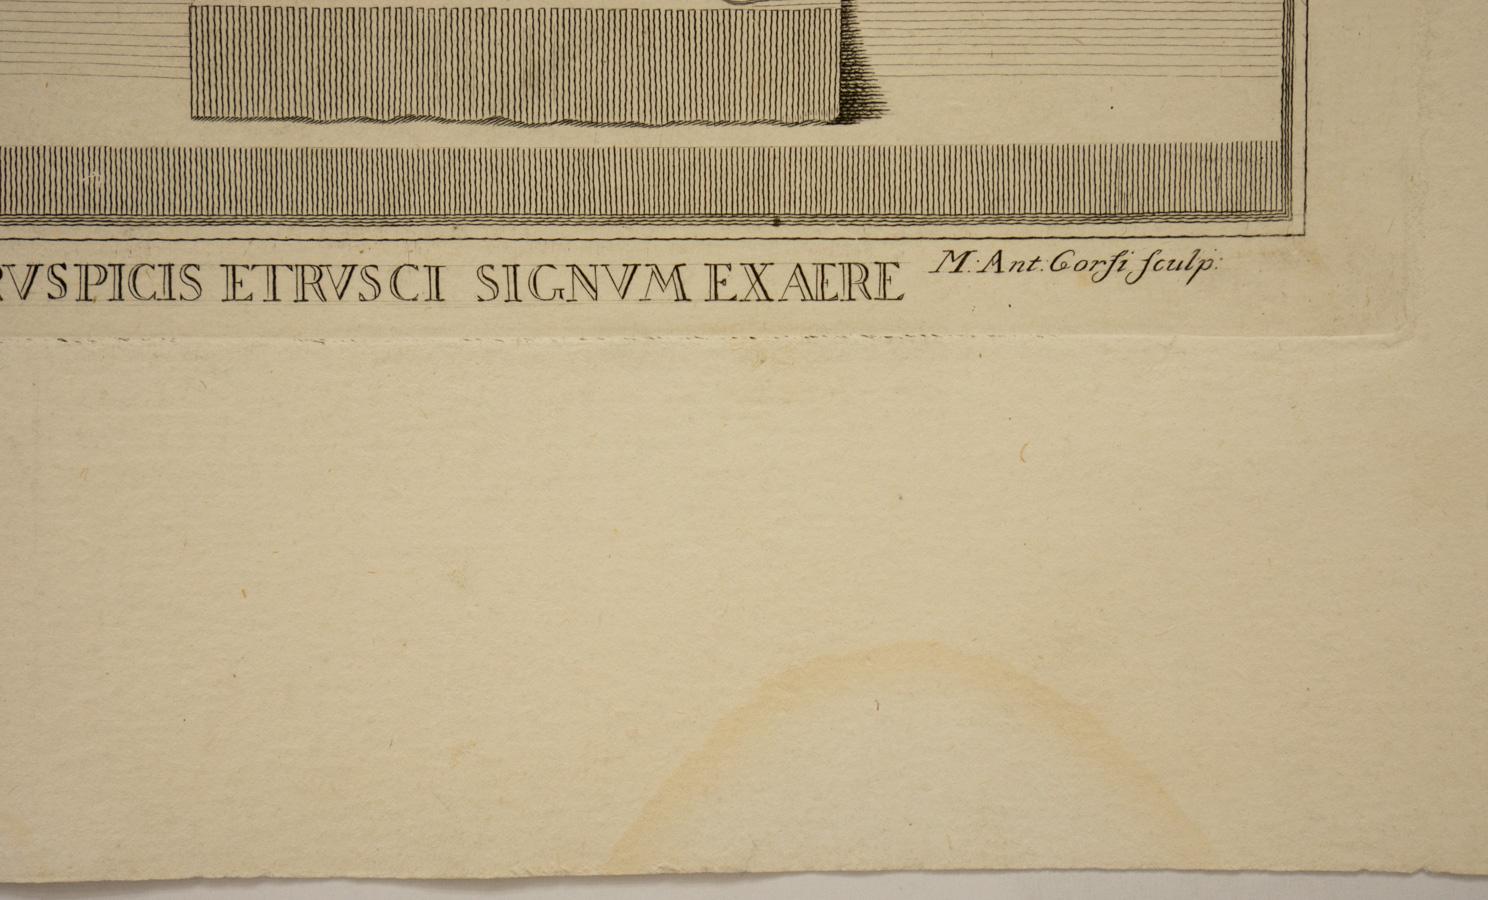 RVSPICIS ETRVSCI SIGNVM EX AERE
M. Ant. Corsi sculp: